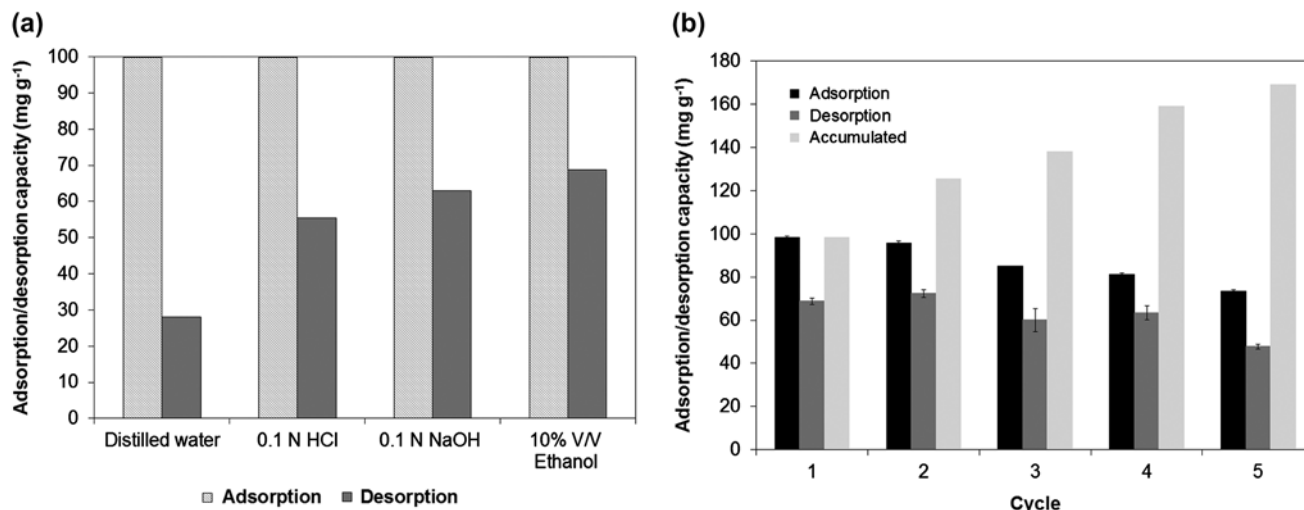 (a)
Adsorption/desorption capacity (mg g⁻¹)
100
90
80
70
60
50
40
30
20
10
0
Distilled water
0.1 N HCl
0.1 N NaOH
10% V/V
Ethanol
Adsorption
Desorption
(b)
Adsorption/desorption capacity (mg g⁻¹)
180
160
140
120
100
80
60
40
20
0
Adsorption
Desorption
Accumulated
1
2
3
4
5
Cycle